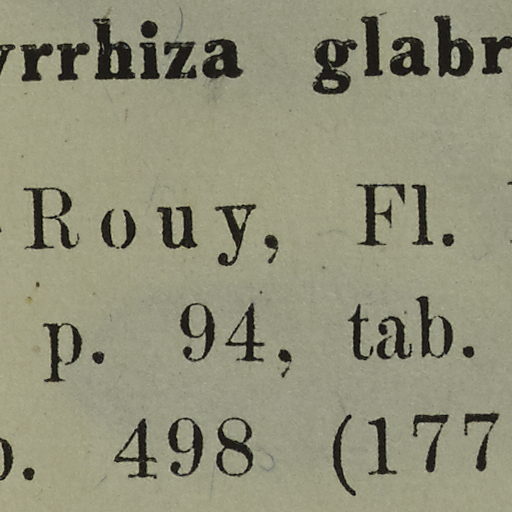 yrrhiza glabr
Rouy, Fl.
p. 94, tab.
p. 498 (177